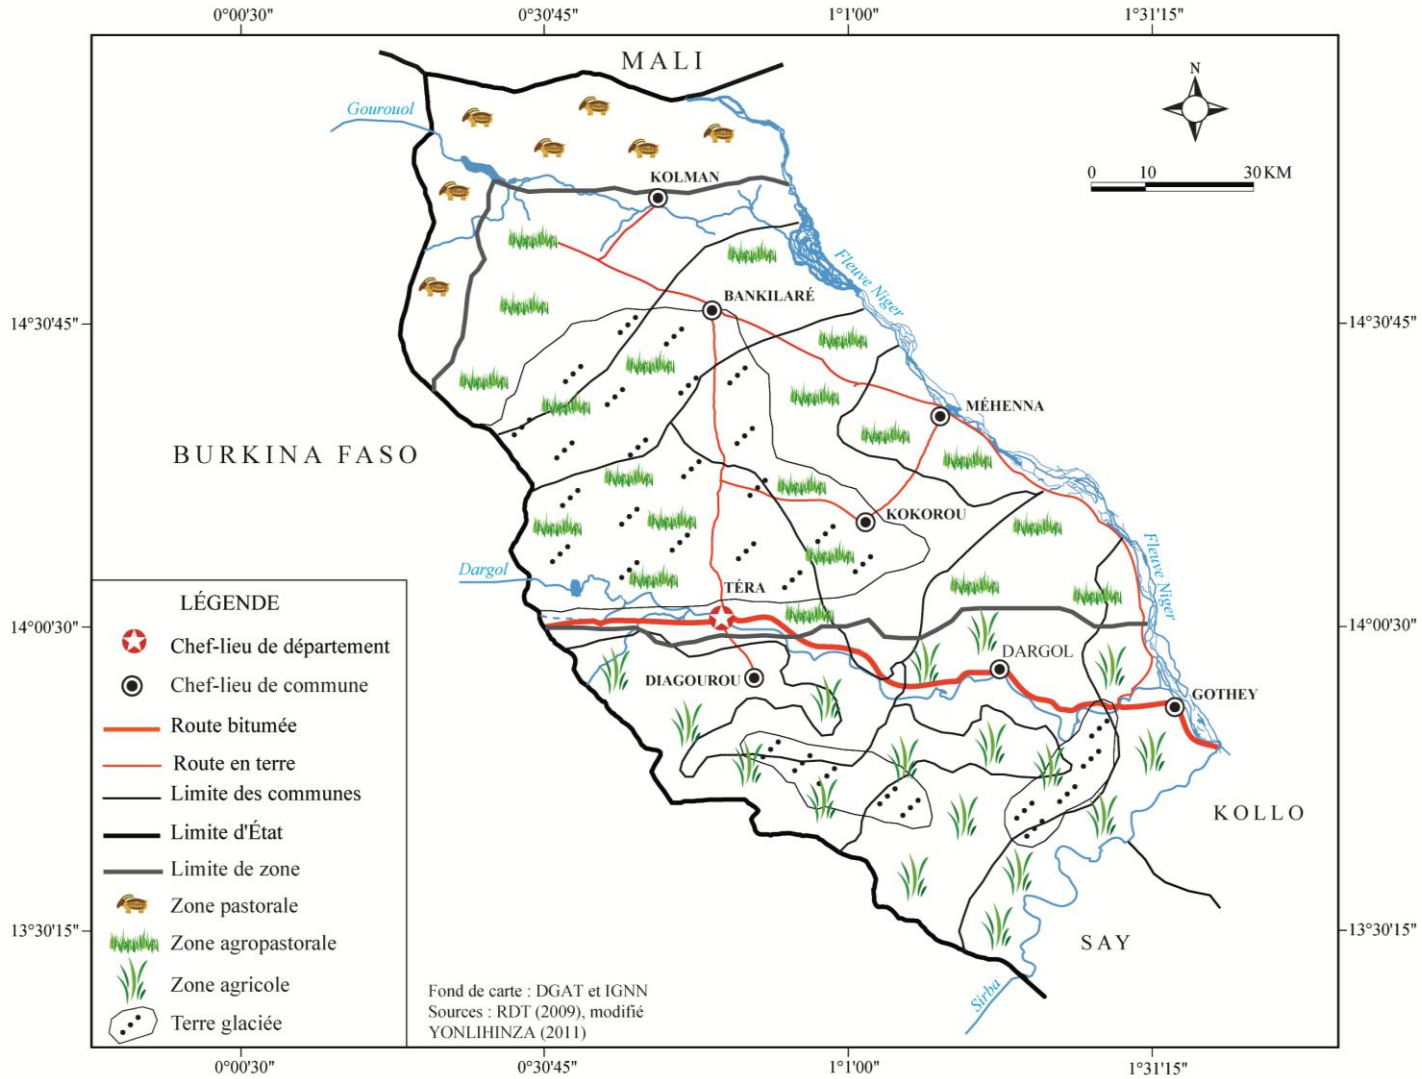 0°00'30" 0°30'45" 1°1'00" 1°31'15"
MALI
N
Gourouol
0 10 30 KM
KOLMAN
Fleuve Niger
BANKILARÉ
14°30'45" 14°30'45"
MÉHENNA
BURKINA FASO
KOKOROU
Fleuve Niger
Dargol
TÉRA
14°00'30" 14°00'30"
DARGOL
DIAGOUROU
GOTHEY
KOLLO
SAY
13°30'15" 13°30'15"
Sirba
LÉGENDE
Chef-lieu de département
Chef-lieu de commune
Route bitumée
Route en terre
Limite des communes
Limite d'État
Limite de zone
Zone pastorale
Zone agropastorale
Zone agricole
Terre glaciée
Fond de carte : DGAT et IGNN
Sources : RDT (2009), modifié
YONLIHINZA (2011)
0°00'30" 0°30'45" 1°1'00" 1°31'15"